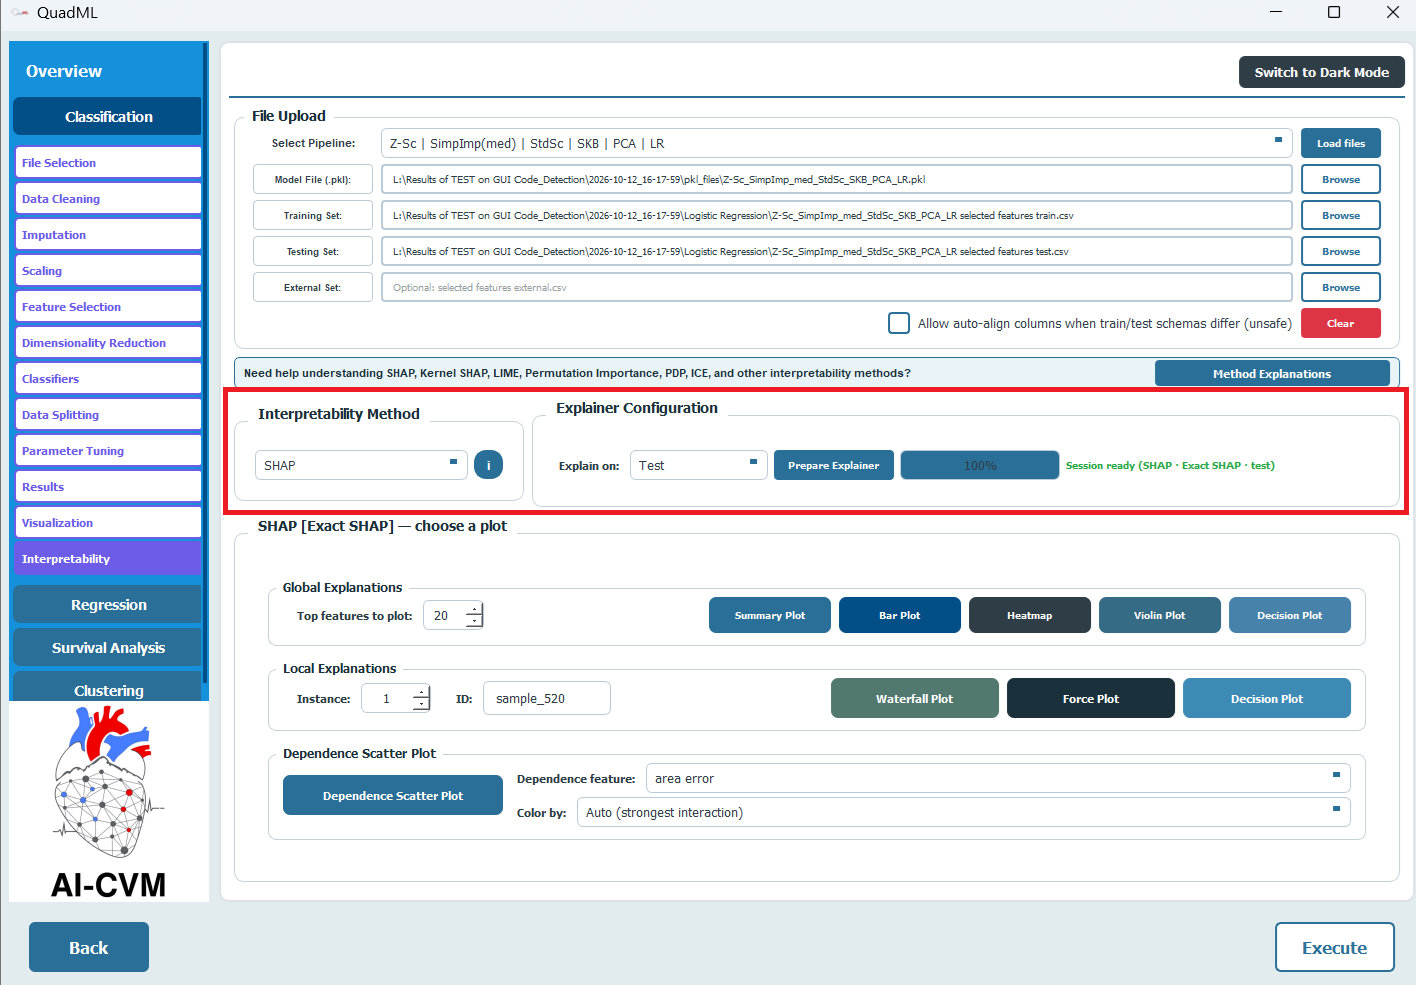 QuadML
Overview
Classification
File Selection
Data Cleaning
Imputation
Scaling
Feature Selection
Dimensionality Reduction
Classifiers
Data Splitting
Parameter Tuning
Results
Visualization
Interpretability
Regression
Survival Analysis
Clustering
AI-CVM
Back
Switch to Dark Mode
File Upload
Select Pipeline: Z-Sc | SimpImp(med) | StdSc | SKB | PCA | LR Load files
Model File (.pkl): L:\Results of TEST on GUI Code_Detection\2026-10-12_16-17-59\pkl_files\Z-Sc_SimpImp_med_StdSc_SKB_PCA_LR.pkl Browse
Training Set: L:\Results of TEST on GUI Code_Detection\2026-10-12_16-17-59\Logistic Regression\Z-Sc_SimpImp_med_StdSc_SKB_PCA_LR selected features train.csv Browse
Testing Set: L:\Results of TEST on GUI Code_Detection\2026-10-12_16-17-59\Logistic Regression\Z-Sc_SimpImp_med_StdSc_SKB_PCA_LR selected features test.csv Browse
External Set: Optional: selected features external.csv Browse
Allow auto-align columns when train/test schemas differ (unsafe) Clear
Need help understanding SHAP, Kernel SHAP, LIME, Permutation Importance, PDP, ICE, and other interpretability methods? Method Explanations
Interpretability Method
SHAP i
Explainer Configuration
Explain on: Test Prepare Explainer 100% Session ready (SHAP · Exact SHAP · test)
SHAP [Exact SHAP] — choose a plot
Global Explanations
Top features to plot: 20 Summary Plot Bar Plot Heatmap Violin Plot Decision Plot
Local Explanations
Instance: 1 ID: sample_520 Waterfall Plot Force Plot Decision Plot
Dependence Scatter Plot
Dependence Scatter Plot
Dependence feature: area error
Color by: Auto (strongest interaction)
Execute